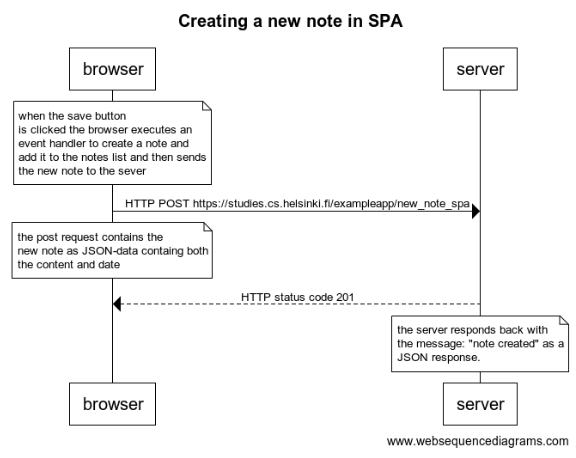 Creating a new note in SPA
browser
server
when the save button
is clicked the browser executes an
event handler to create a note and
add it to the notes list and then sends
the new note to the sever
HTTP POST https://studies.cs.helsinki.fi/exampleapp/new_note_spa
the post request contains the
new note as JSON-data containg both
the content and date
HTTP status code 201
the server responds back with
the message: "note created" as a
JSON response.
browser
server
www.websequencediagrams.com